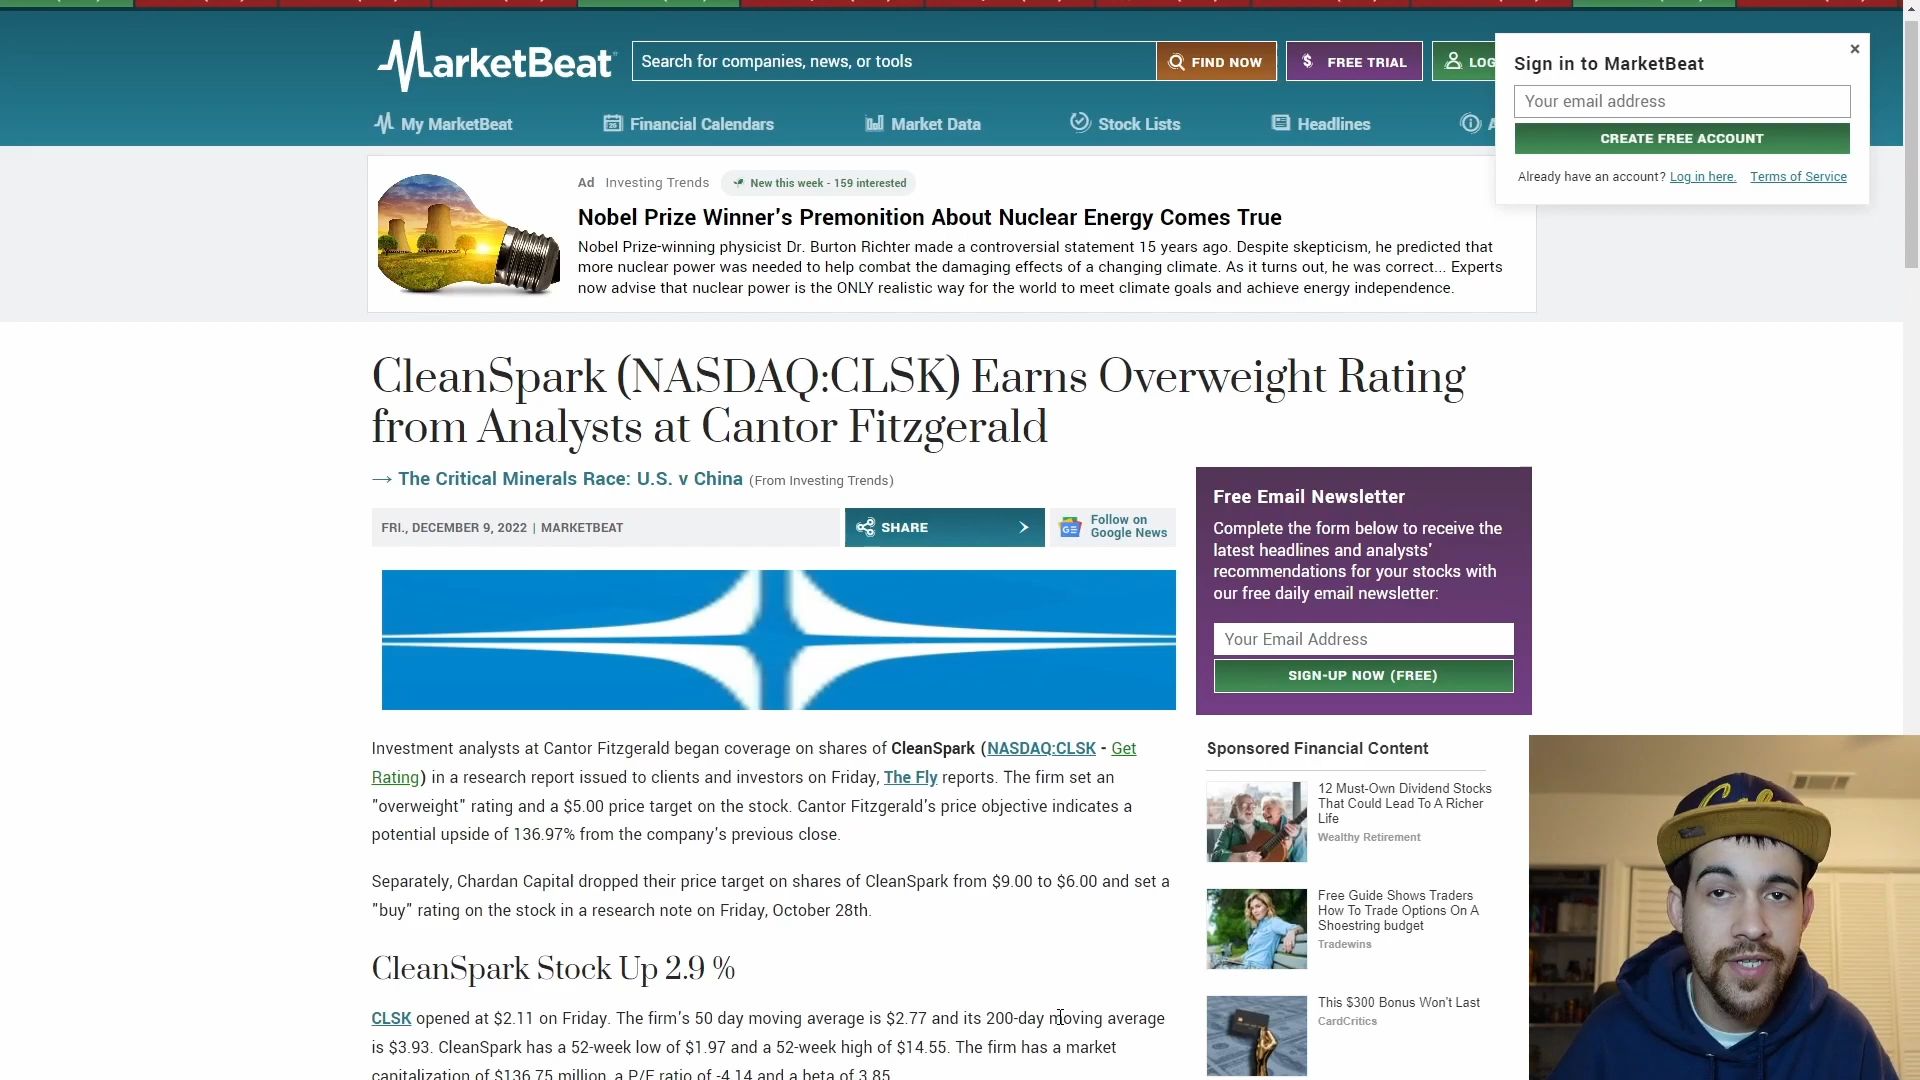 MarketBeat
Search for companies, news, or tools
FIND NOW
$ FREE TRIAL
LOG
Sign in to MarketBeat
×
Your email address
CREATE FREE ACCOUNT
Already have an account? Log in here. Terms of Service
My MarketBeat
Financial Calendars
Market Data
Stock Lists
Headlines
A
Ad Investing Trends New this week - 159 interested
Nobel Prize Winner's Premonition About Nuclear Energy Comes True
Nobel Prize-winning physicist Dr. Burton Richter made a controversial statement 15 years ago. Despite skepticism, he predicted that
more nuclear power was needed to help combat the damaging effects of a changing climate. As it turns out, he was correct... Experts
now advise that nuclear power is the ONLY realistic way for the world to meet climate goals and achieve energy independence.
CleanSpark (NASDAQ:CLSK) Earns Overweight Rating
from Analysts at Cantor Fitzgerald
→ The Critical Minerals Race: U.S. v China (From Investing Trends)
FRI., DECEMBER 9, 2022 | MARKETBEAT
SHARE
GE
Follow on
Google News
Investment analysts at Cantor Fitzgerald began coverage on shares of CleanSpark (NASDAQ:CLSK - Get
Rating) in a research report issued to clients and investors on Friday, The Fly reports. The firm set an
"overweight" rating and a $5.00 price target on the stock. Cantor Fitzgerald's price objective indicates a
potential upside of 136.97% from the company's previous close.
Separately, Chardan Capital dropped their price target on shares of CleanSpark from $9.00 to $6.00 and set a
"buy" rating on the stock in a research note on Friday, October 28th.
CleanSpark Stock Up 2.9 %
CLSK opened at $2.11 on Friday. The firm's 50 day moving average is $2.77 and its 200-day moving average
is $3.93. CleanSpark has a 52-week low of $1.97 and a 52-week high of $14.55. The firm has a market
capitalization of $136.75 million, a P/E ratio of -4.14 and a beta of 3.85.
Free Email Newsletter
Complete the form below to receive the
latest headlines and analysts'
recommendations for your stocks with
our free daily email newsletter:
Your Email Address
SIGN-UP NOW (FREE)
Sponsored Financial Content
12 Must-Own Dividend Stocks
That Could Lead To A Richer
Life
Wealthy Retirement
Free Guide Shows Traders
How To Trade Options On A
Shoestring budget
Tradewins
This $300 Bonus Won't Last
CardCritics
Cal